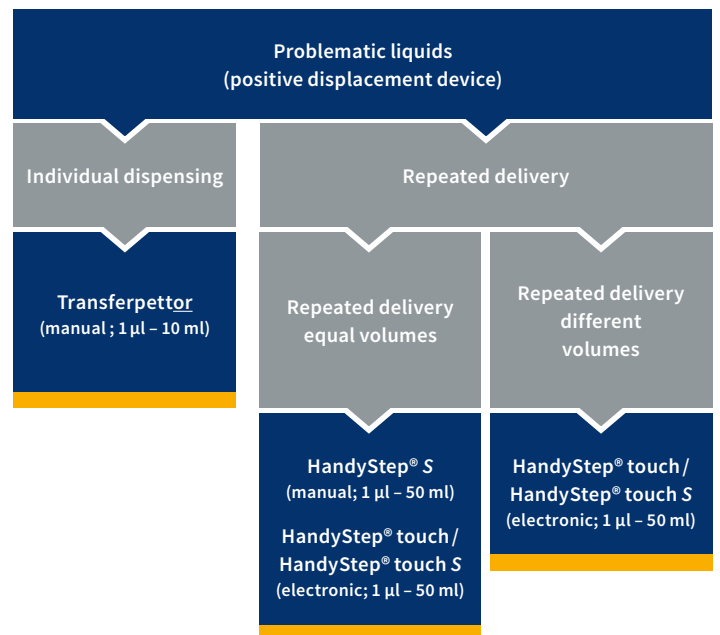 Problematic liquids
(positive displacement device)
Individual dispensing
Repeated delivery
Transferpettor
(manual ; 1 µl – 10 ml)
Repeated delivery
equal volumes
Repeated delivery
different
volumes
HandyStep® S
(manual; 1 µl – 50 ml)
HandyStep® touch /
HandyStep® touch S
(electronic; 1 µl – 50 ml)
HandyStep® touch /
HandyStep® touch S
(electronic; 1 µl – 50 ml)